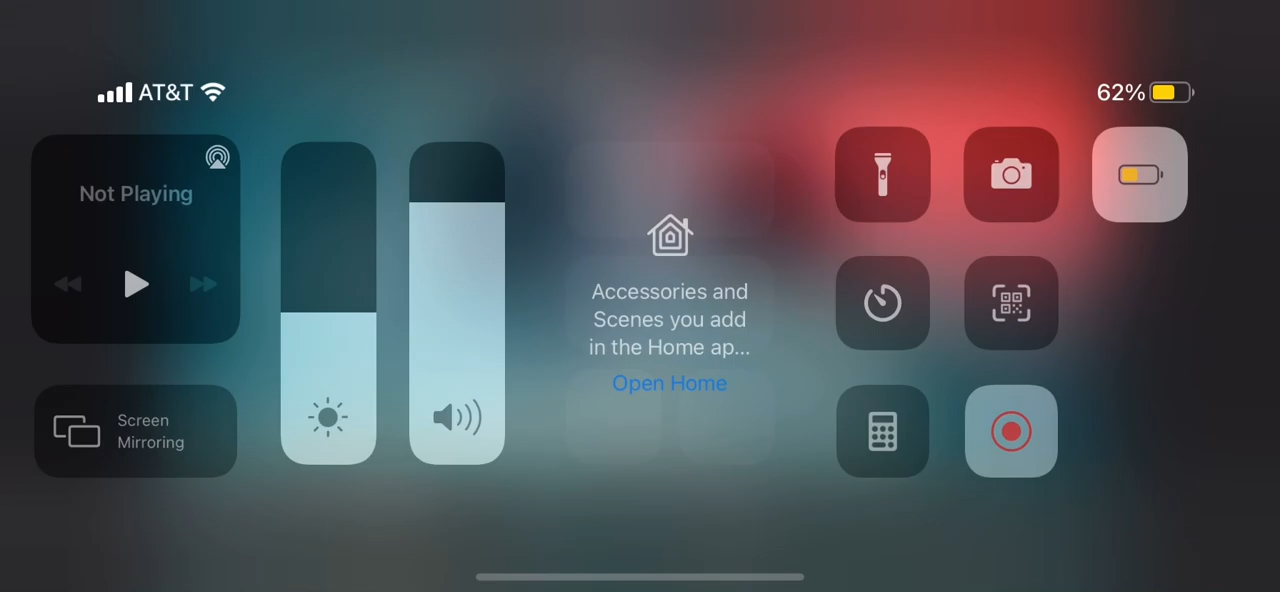 AT&T
62%
Not Playing
Screen
Mirroring
Accessories and
Scenes you add
in the Home ap...
Open Home